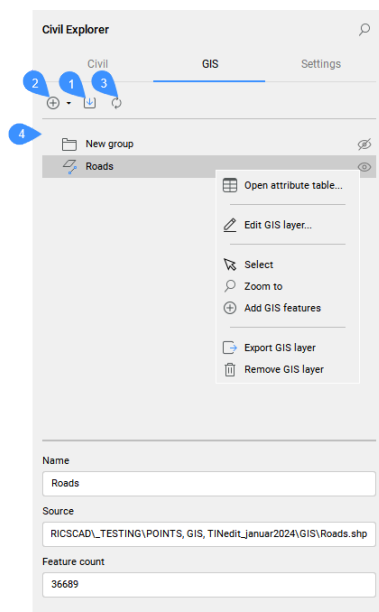 Civil Explorer
Civil GIS Settings
2 1 3
4
New group
Roads
Open attribute table...
Edit GIS layer...
Select
Zoom to
Add GIS features
Export GIS layer
Remove GIS layer
Name
Roads
Source
RICSCAD\_TESTING\POINTS, GIS, TINedit_januar2024\GIS\Roads.shp
Feature count
36689